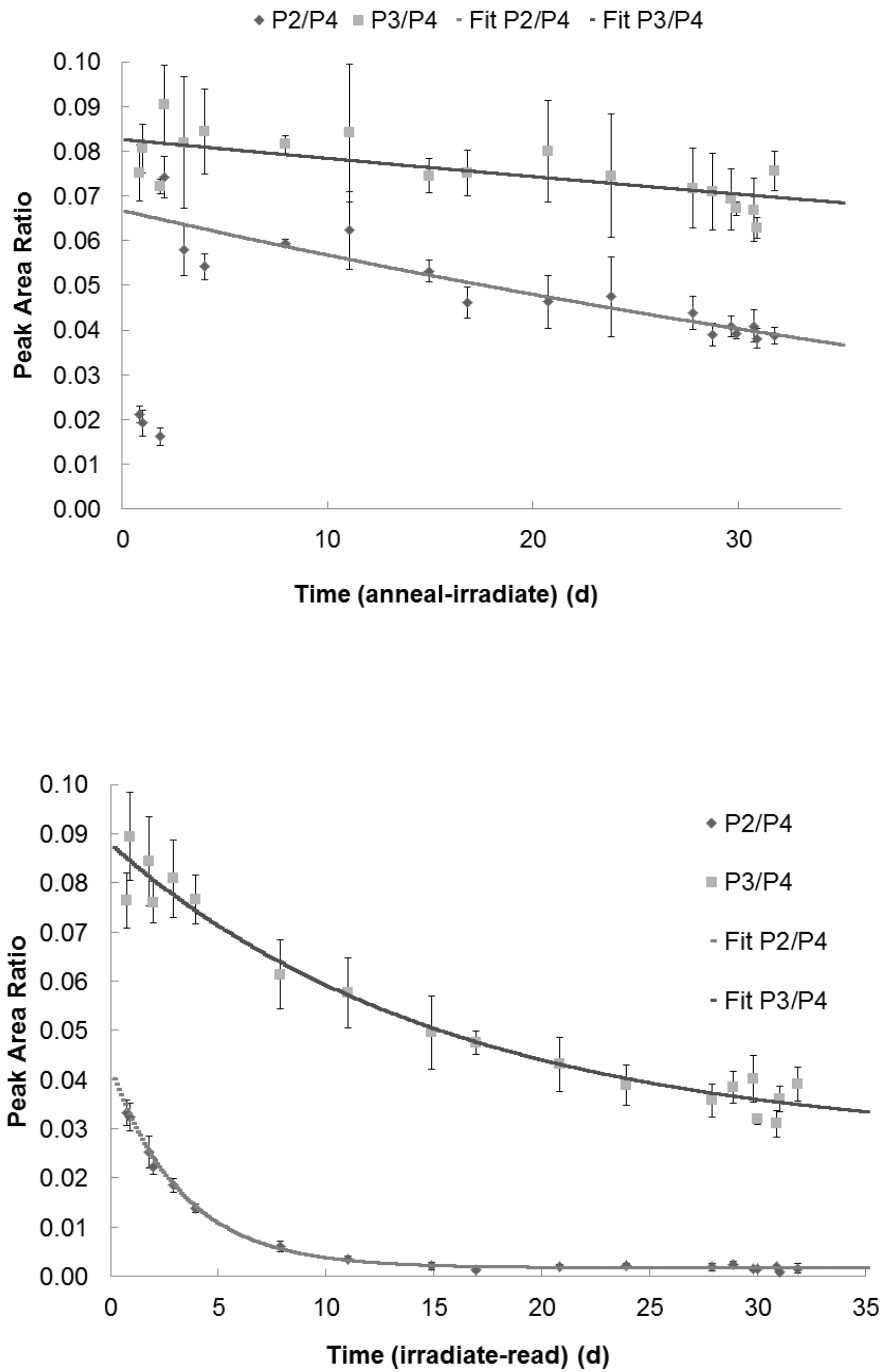 P2/P4 P3/P4 Fit P2/P4 Fit P3/P4
0.10
0.09
0.08
0.07
0.06
0.05
0.04
0.03
0.02
0.01
0.00
Peak Area Ratio
0 10 20 30
Time (anneal-irradiate) (d)
0.10
0.09
0.08
0.07
0.06
0.05
0.04
0.03
0.02
0.01
0.00
Peak Area Ratio
P2/P4
P3/P4
Fit P2/P4
Fit P3/P4
0 5 10 15 20 25 30 35
Time (irradiate-read) (d)